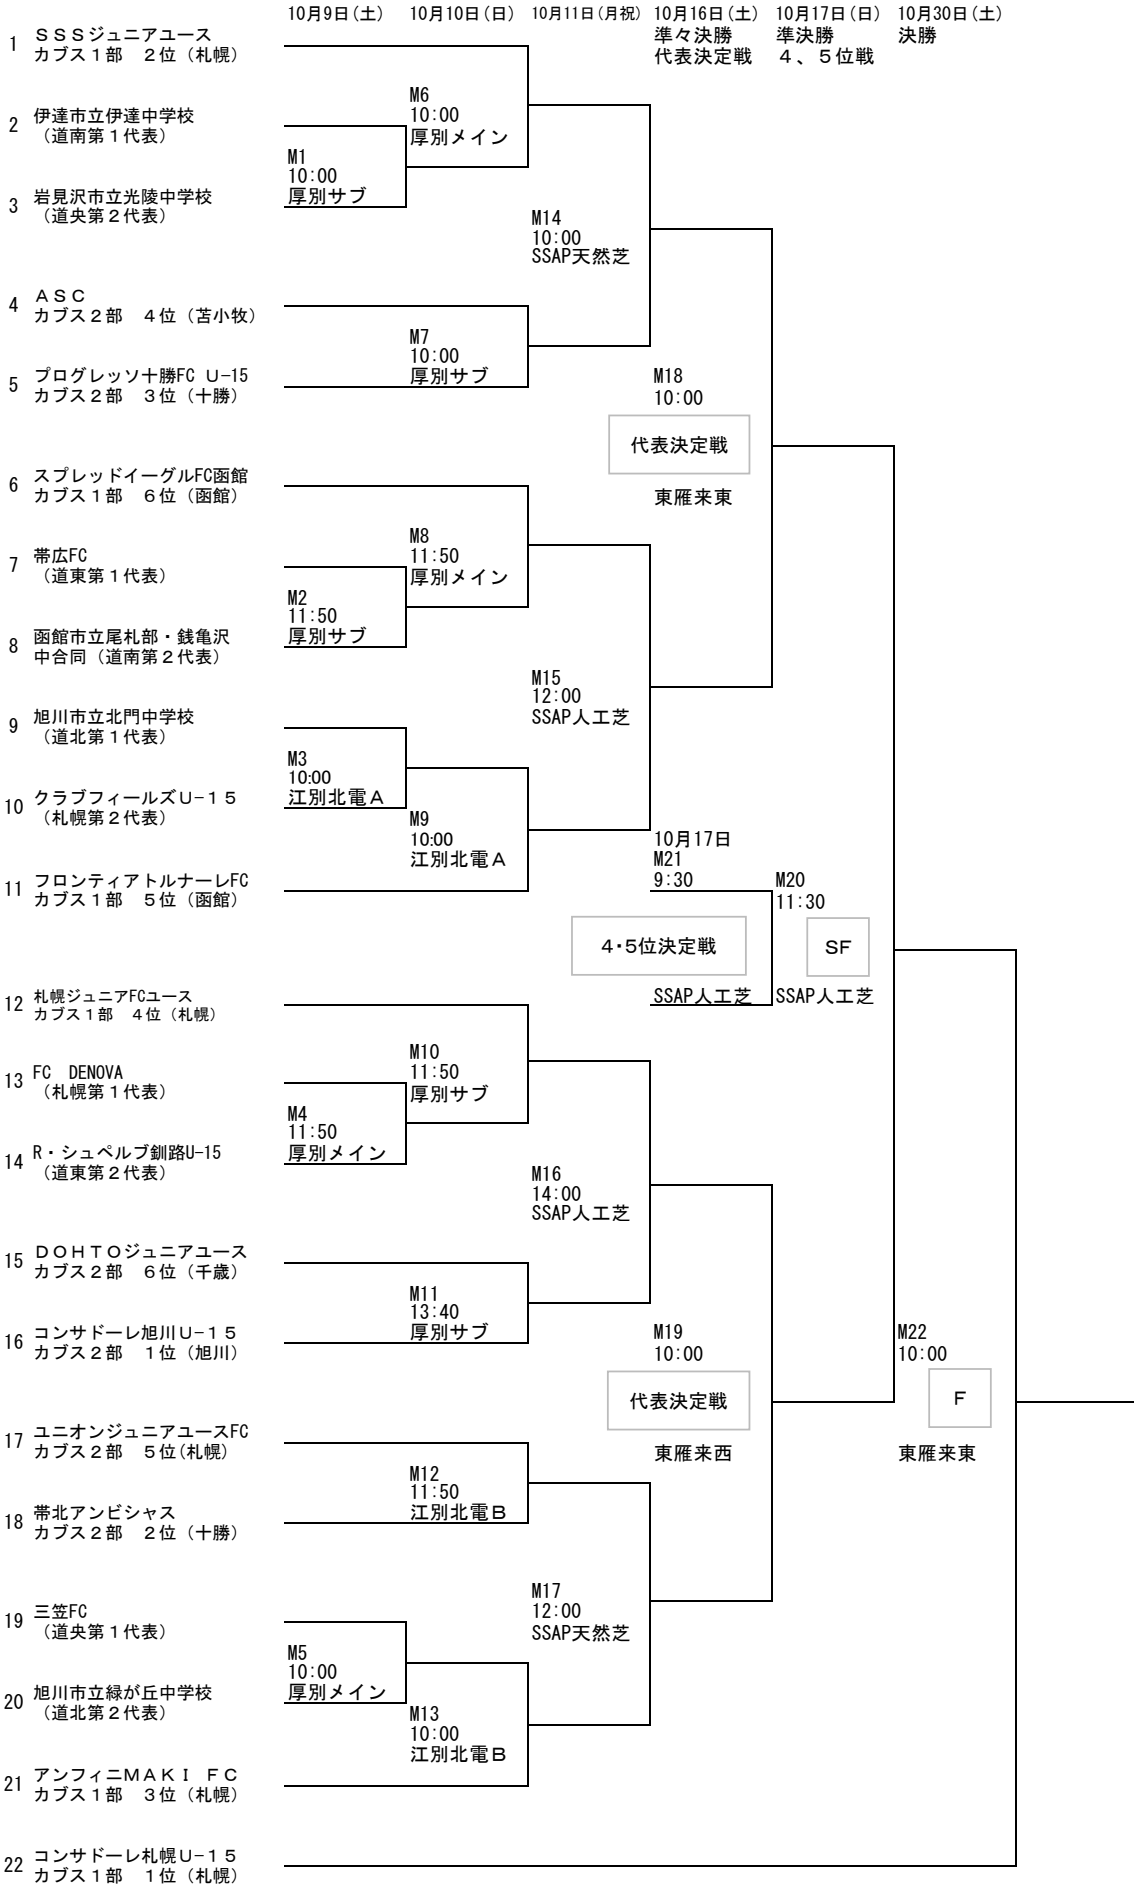 10月9日(土) 10月10日(日) 10月11日(月祝) 10月16日(土) 10月17日(日) 10月30日(土)
準々決勝 準決勝 決勝
代表決定戦 ４、５位戦
1 ＳＳＳジュニアユース
カブス１部　２位（札幌）
M6
10:00
厚別メイン
2 伊達市立伊達中学校
（道南第１代表）
M1
10:00
厚別サブ
3 岩見沢市立光陵中学校
（道央第２代表）
M14
10:00
SSAP天然芝
4 ＡＳＣ
カブス２部　４位（苫小牧）
M7
10:00
厚別サブ
5 プログレッソ十勝FC U-15
カブス２部　３位（十勝）
M18
10:00
代表決定戦
東雁来東
6 スプレッドイーグルFC函館
カブス１部　６位（函館）
M8
11:50
厚別メイン
7 帯広FC
（道東第１代表）
M2
11:50
厚別サブ
8 函館市立尾札部・銭亀沢
中合同（道南第２代表）
M15
12:00
SSAP人工芝
9 旭川市立北門中学校
（道北第１代表）
M3
10:00
江別北電Ａ
10 クラブフィールズＵ−１５
（札幌第２代表）
M9
10:00
江別北電Ａ
10月17日
M21
9:30
11 フロンティアトルナーレFC
カブス１部　５位（函館）
M20
11:30
４・５位決定戦
SF
SSAP人工芝 SSAP人工芝
12 札幌ジュニアFCユース
カブス１部　４位（札幌）
M10
11:50
厚別サブ
13 FC　DENOVA
（札幌第１代表）
M4
11:50
厚別メイン
14 R・シュペルブ釧路U-15
（道東第２代表）
M16
14:00
SSAP人工芝
15 ＤＯＨＴＯジュニアユース
カブス２部　６位（千歳）
M11
13:40
厚別サブ
16 コンサドーレ旭川Ｕ−１５
カブス２部　１位（旭川）
M19
10:00
代表決定戦
東雁来西
M22
10:00
F
東雁来東
17 ユニオンジュニアユースFC
カブス２部　５位(札幌）
M12
11:50
江別北電Ｂ
18 帯北アンビシャス
カブス２部　２位（十勝）
M17
12:00
SSAP天然芝
19 三笠FC
（道央第１代表）
M5
10:00
厚別メイン
20 旭川市立緑が丘中学校
（道北第２代表）
M13
10:00
江別北電Ｂ
21 アンフィニＭＡＫＩ　ＦＣ
カブス１部　３位（札幌）
22 コンサドーレ札幌Ｕ−１５
カブス１部　１位（札幌）